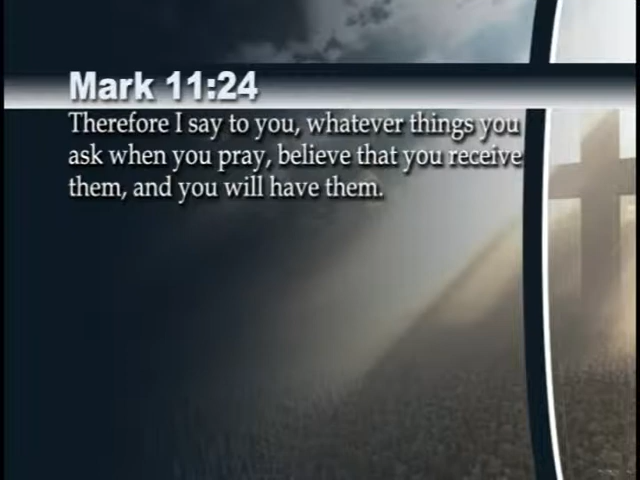 Mark 11:24
Therefore I say to you, whatever things you
ask when you pray, believe that you receive
them, and you will have them.